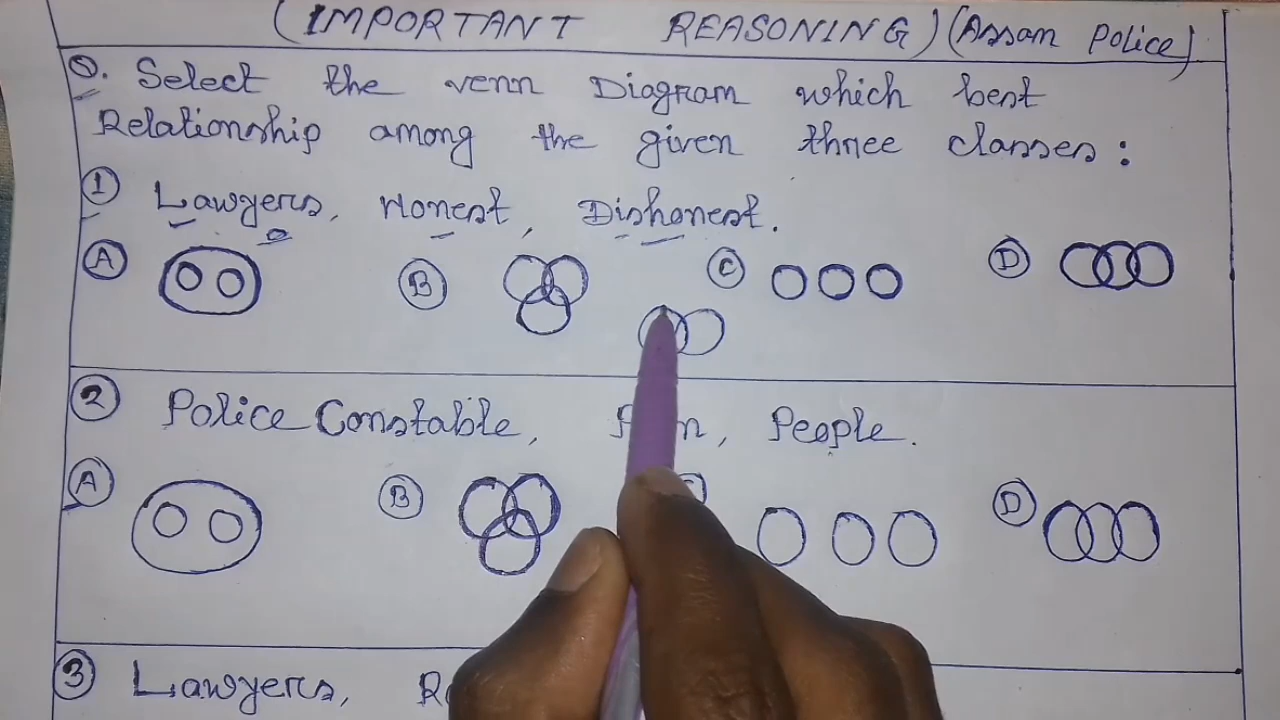 (IMPORTANT REASONING) (Assam Police)
Q. Select the venn Diagram which best
Relationship among the given three classes:
1 Lawyers, Honest, Dishonest.
A B C D
2 Police Constable, People.
A B D
3 Lawyers,